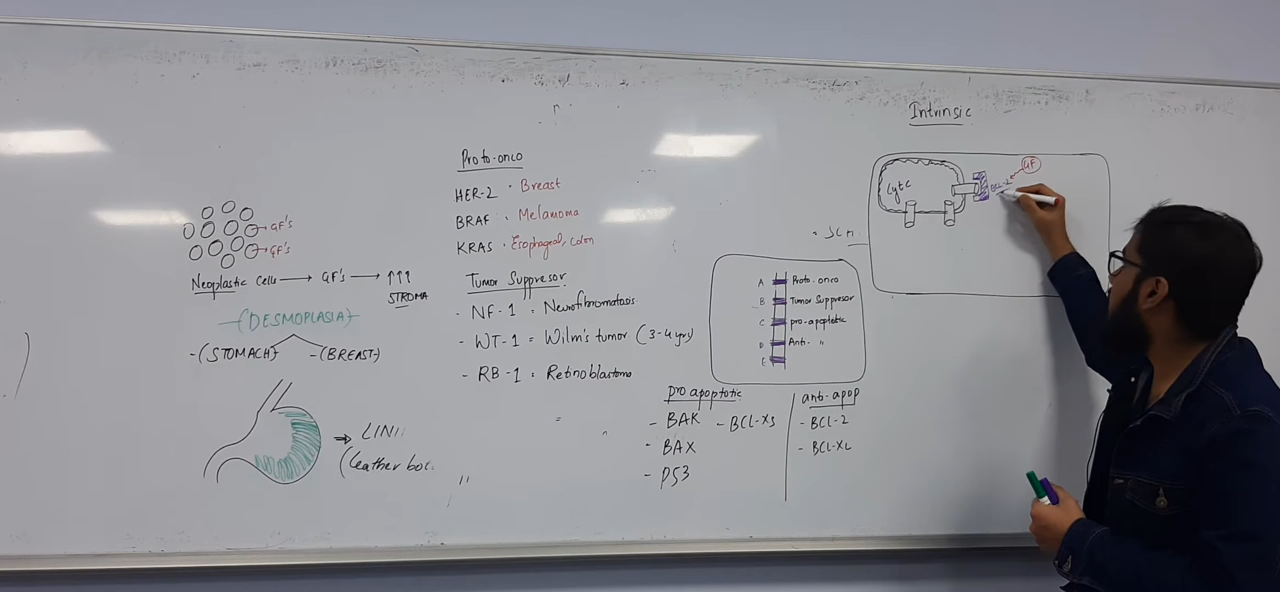 GF's
GF's
Neoplastic Cells → GF's → ↑↑↑
STROMA
(DESMOPLASIA)
-(STOMACH) -(BREAST)
→ LINI
(leather bo
Proto-onco
HER-2 · Breast
BRAF · Melamoma
KRAS · Esophageal, Colon
Tumor Suppresor
- NF-1 = Neurofibromatosis
- WT-1 = Wilm's tumor (3-4 yrs)
- RB-1 = Retinoblastoma
Intrinsic
Cyt c
BCL-2
GF
A Proto-onco
B Tumor Suppresor
C pro-apoptotic
D Anti- "
E
pro apoptotic
- BAK - BCL-XS
- BAX
- P53
anti-apop
- BCL-2
- BCL-XL